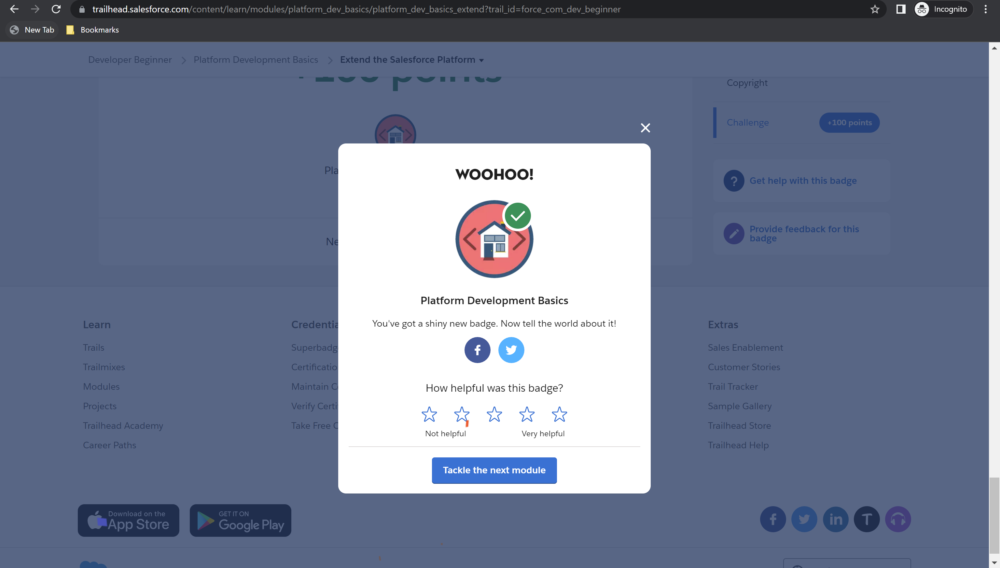 trailhead.salesforce.com/content/learn/modules/platform_dev_basics/platform_dev_basics_extend?trail_id=force_com_dev_beginner
Incognito
New Tab
Bookmarks
Developer Beginner
Platform Development Basics
Extend the Salesforce Platform
+100 points
Copyright
Challenge
+100 points
Get help with this badge
Provide feedback for this
badge
Pla
Ne
WOOHOO!
Platform Development Basics
You've got a shiny new badge. Now tell the world about it!
How helpful was this badge?
Not helpful
Very helpful
Tackle the next module
Learn
Trails
Trailmixes
Modules
Projects
Trailhead Academy
Career Paths
Credentia
Superbadg
Certificatio
Maintain C
Verify Certi
Take Free C
Extras
Sales Enablement
Customer Stories
Trail Tracker
Sample Gallery
Trailhead Store
Trailhead Help
Download on the
App Store
GET IT ON
Google Play